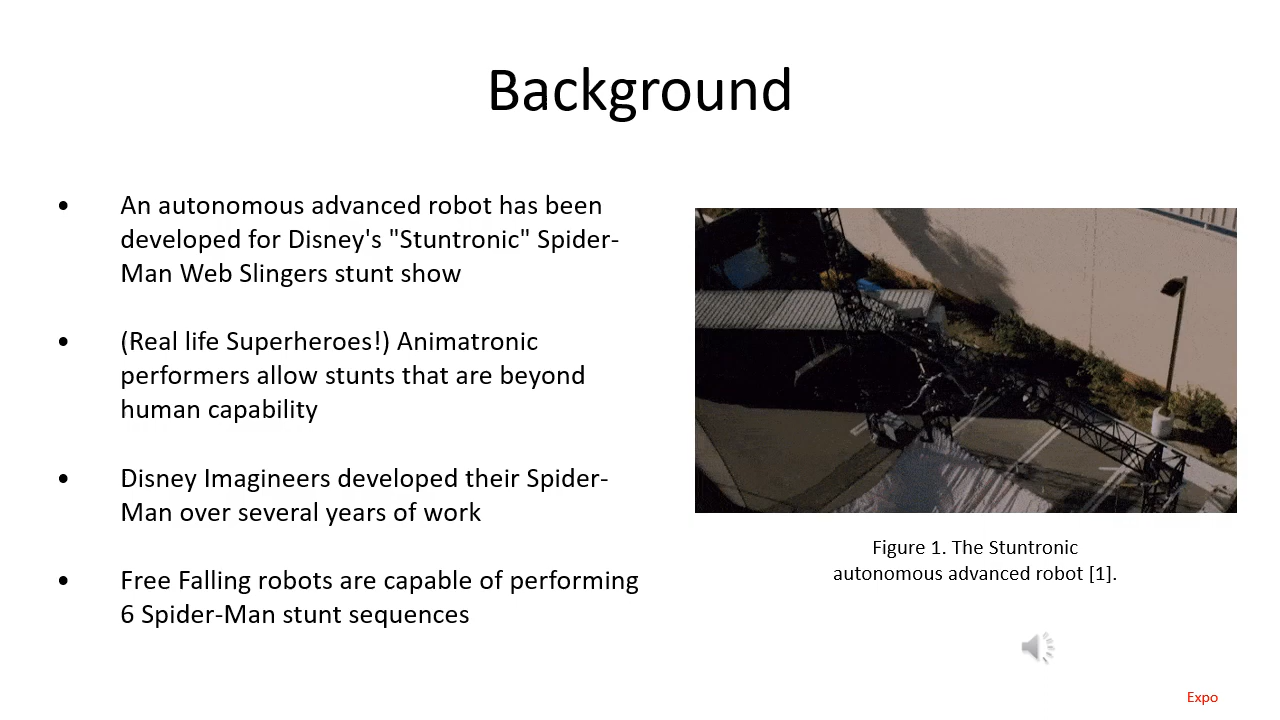 Background
• An autonomous advanced robot has been
developed for Disney's "Stuntronic" Spider-
Man Web Slingers stunt show
• (Real life Superheroes!) Animatronic
performers allow stunts that are beyond
human capability
• Disney Imagineers developed their Spider-
Man over several years of work
• Free Falling robots are capable of performing
6 Spider-Man stunt sequences
Figure 1. The Stuntronic
autonomous advanced robot [1].
Expo